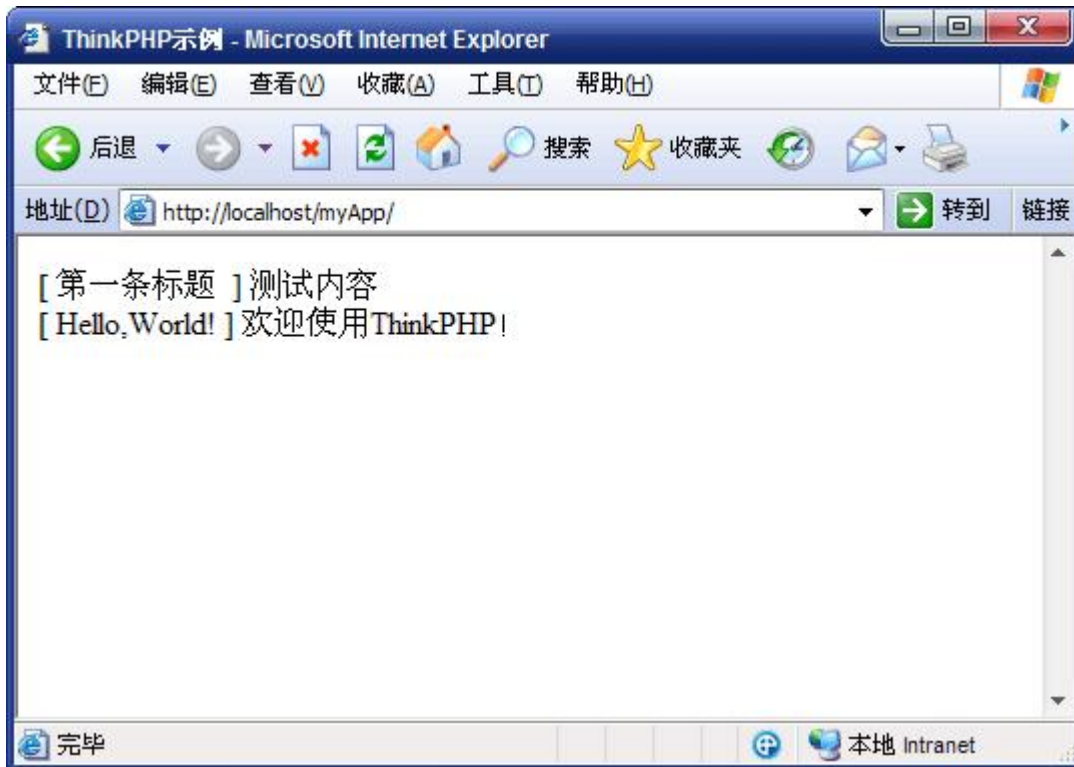 ThinkPHP示例 - Microsoft Internet Explorer
文件(F) 编辑(E) 查看(V) 收藏(A) 工具(T) 帮助(H)
后退 搜索 收藏夹
地址(D) http://localhost/myApp/ 转到 链接
[ 第一条标题 ] 测试内容
[ Hello,World! ] 欢迎使用ThinkPHP!
完毕 本地 Intranet